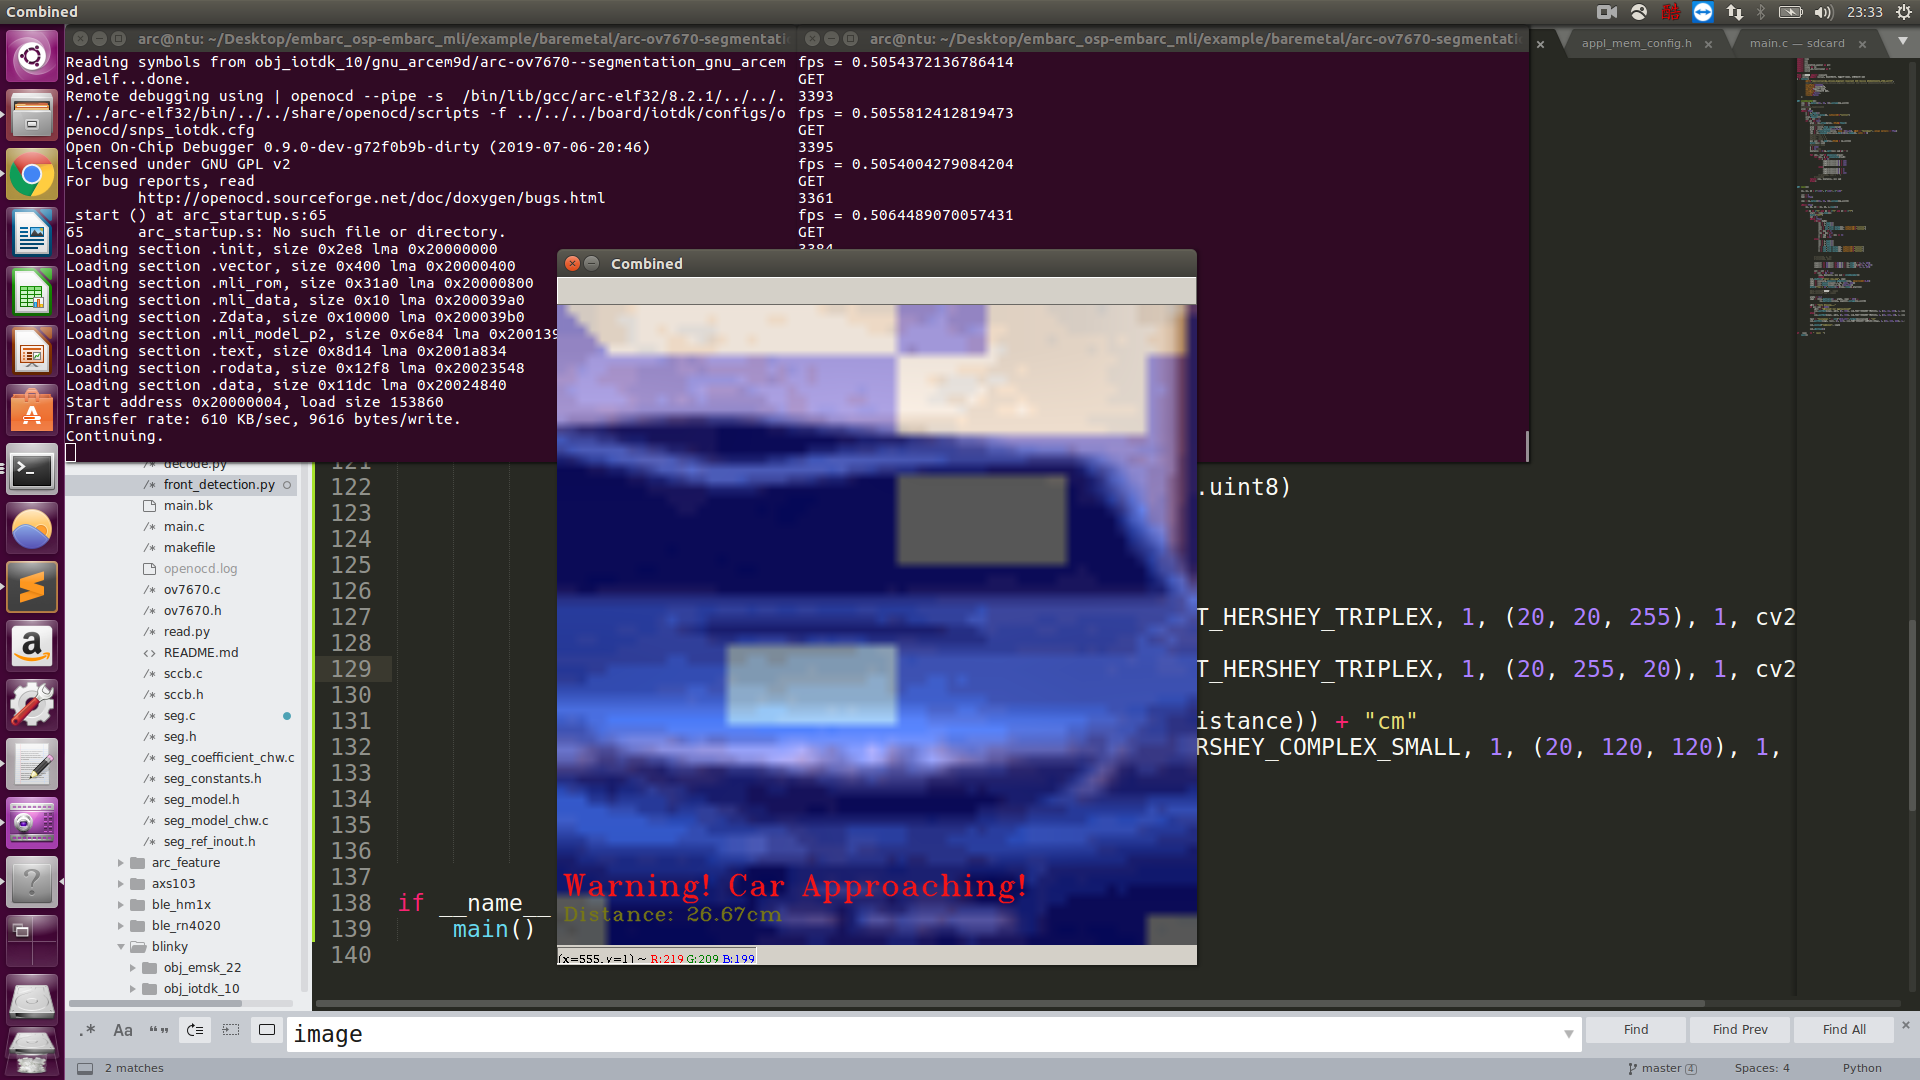 Combined
23:33
arc@ntu: ~/Desktop/embarc_osp-embarc_mli/example/baremetal/arc-ov7670-segmentati
arc@ntu: ~/Desktop/embarc_osp-embarc_mli/example/baremetal/arc-ov7670-segmentati
appl_mem_config.h
main.c — sdcard
Reading symbols from obj_iotdk_10/gnu_arcem9d/arc-ov7670--segmentation_gnu_arcem
9d.elf...done.
Remote debugging using | openocd --pipe -s  /bin/lib/gcc/arc-elf32/8.2.1/../../.
./../arc-elf32/bin/../../share/openocd/scripts -f ../../../board/iotdk/configs/o
penocd/snps_iotdk.cfg
Open On-Chip Debugger 0.9.0-dev-g72f0b9b-dirty (2019-07-06-20:46)
Licensed under GNU GPL v2
For bug reports, read
http://openocd.sourceforge.net/doc/doxygen/bugs.html
_start () at arc_startup.s:65
65      arc_startup.s: No such file or directory.
Loading section .init, size 0x2e8 lma 0x20000000
Loading section .vector, size 0x400 lma 0x20000400
Loading section .mli_rom, size 0x31a0 lma 0x20000800
Loading section .mli_data, size 0x10 lma 0x200039a0
Loading section .Zdata, size 0x10000 lma 0x200039b0
Loading section .mli_model_p2, size 0x6e84 lma 0x200139
Loading section .text, size 0x8d14 lma 0x2001a834
Loading section .rodata, size 0x12f8 lma 0x20023548
Loading section .data, size 0x11dc lma 0x20024840
Start address 0x20000004, load size 153860
Transfer rate: 610 KB/sec, 9616 bytes/write.
Continuing.
fps = 0.5054372136786414
GET
3393
fps = 0.5055812412819473
GET
3395
fps = 0.5054004279084204
GET
3361
fps = 0.5064489070057431
GET
3384
Combined
Warning! Car Approaching!
Distance: 26.67cm
(x=555, y=1) ~ R:219 G:209 B:199
decode.py
front_detection.py
main.bk
main.c
makefile
openocd.log
ov7670.c
ov7670.h
read.py
README.md
sccb.c
sccb.h
seg.c
seg.h
seg_coefficient_chw.c
seg_constants.h
seg_model.h
seg_model_chw.c
seg_ref_inout.h
arc_feature
axs103
ble_hm1x
ble_rn4020
blinky
obj_emsk_22
obj_iotdk_10
121
122 .uint8)
123
124
125
126
127 T_HERSHEY_TRIPLEX, 1, (20, 20, 255), 1, cv2
128
129 T_HERSHEY_TRIPLEX, 1, (20, 255, 20), 1, cv2
130
131 istance)) + "cm"
132 RSHEY_COMPLEX_SMALL, 1, (20, 120, 120), 1,
133
134
135
136
137
138 if __name__
139 main()
140
.* Aa “” image Find Find Prev Find All
2 matches
master 4 Spaces: 4 Python